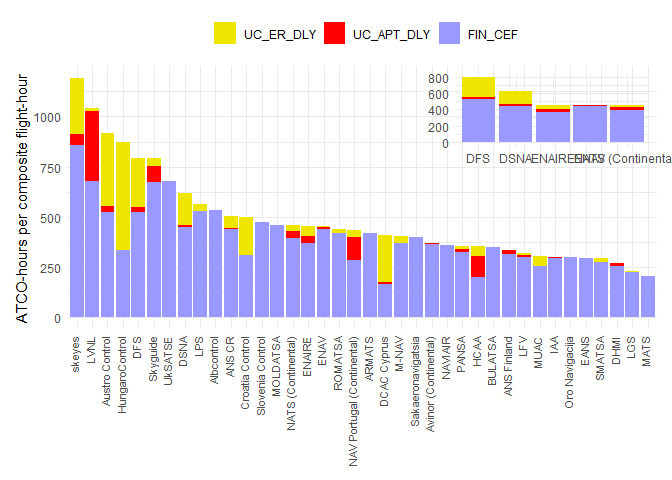 UC_ER_DLY UC_APT_DLY FIN_CEF
ATCO-hours per composite flight-hour
1000
750
500
250
0
800
600
400
200
0
DFS DSNA ENAIRE ENAV NATS (Continental)
skeyes
LVNL
Austro Control
HungaroControl
DFS
Skyguide
UkSATSE
DSNA
LPS
Albcontrol
ANS CR
Croatia Control
Slovenia Control
MOLDATSA
NATS (Continental)
ENAIRE
ENAV
ROMATSA
NAV Portugal (Continental)
ARMATS
DCAC Cyprus
M-NAV
Sakaeronavigatsia
Avinor (Continental)
NAVIAIR
PANSA
HCAA
BULATSA
ANS Finland
LFV
MUAC
IAA
Oro Navigacija
EANS
SMATSA
DHMI
LGS
MATS